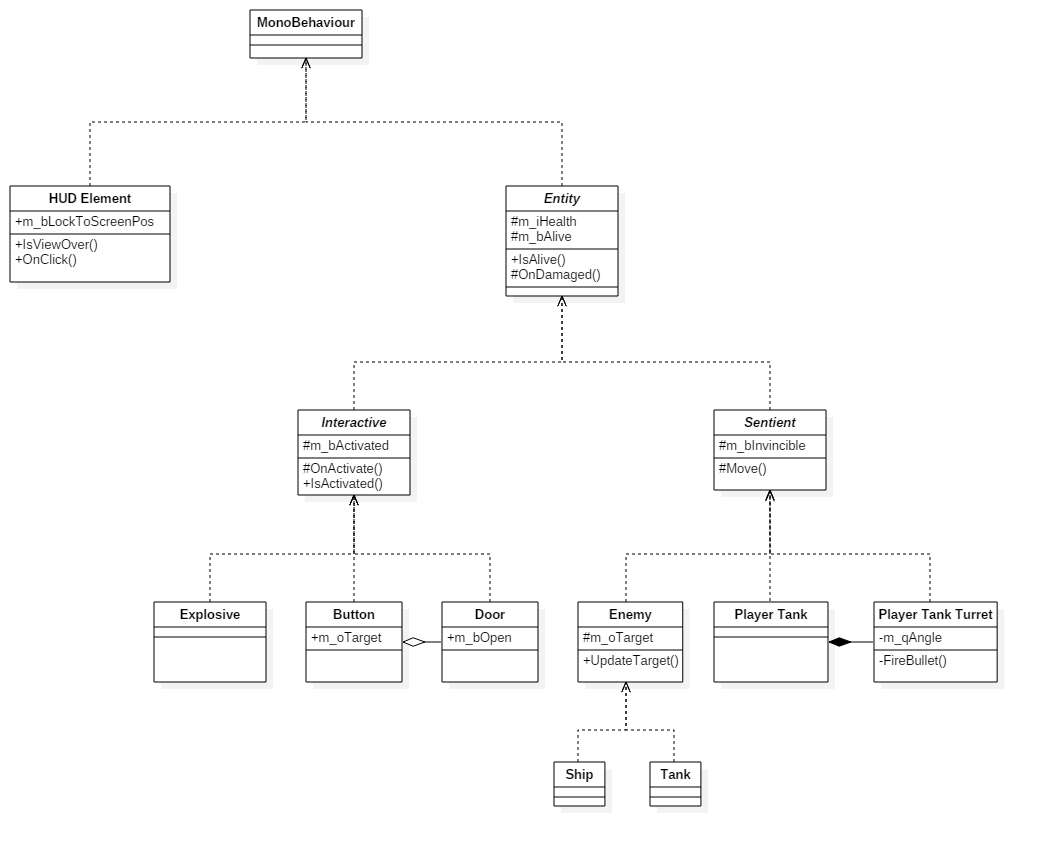 MonoBehaviour
HUD Element
+m_bLockToScreenPos
+IsViewOver()
+OnClick()
Entity
#m_iHealth
#m_bAlive
+IsAlive()
#OnDamaged()
Interactive
#m_bActivated
#OnActivate()
+IsActivated()
Sentient
#m_bInvincible
#Move()
Explosive
Button
+m_oTarget
Door
+m_bOpen
Enemy
#m_oTarget
+UpdateTarget()
Player Tank
Player Tank Turret
-m_qAngle
-FireBullet()
Ship
Tank